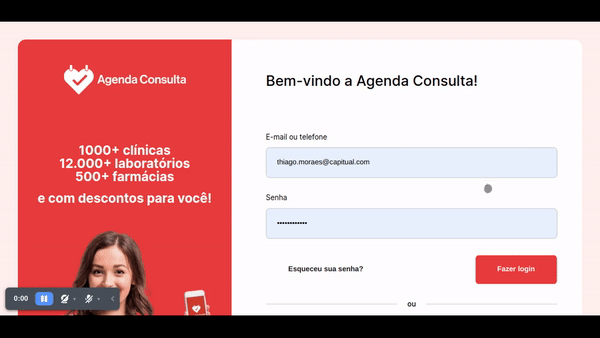 Agenda Consulta
1000+ clínicas
12.000+ laboratórios
500+ farmácias
e com descontos para você!
Bem-vindo a Agenda Consulta!
E-mail ou telefone
thiago.moraes@capitual.com
Senha
••••••••••••
Esqueceu sua senha?
Fazer login
ou
0:00